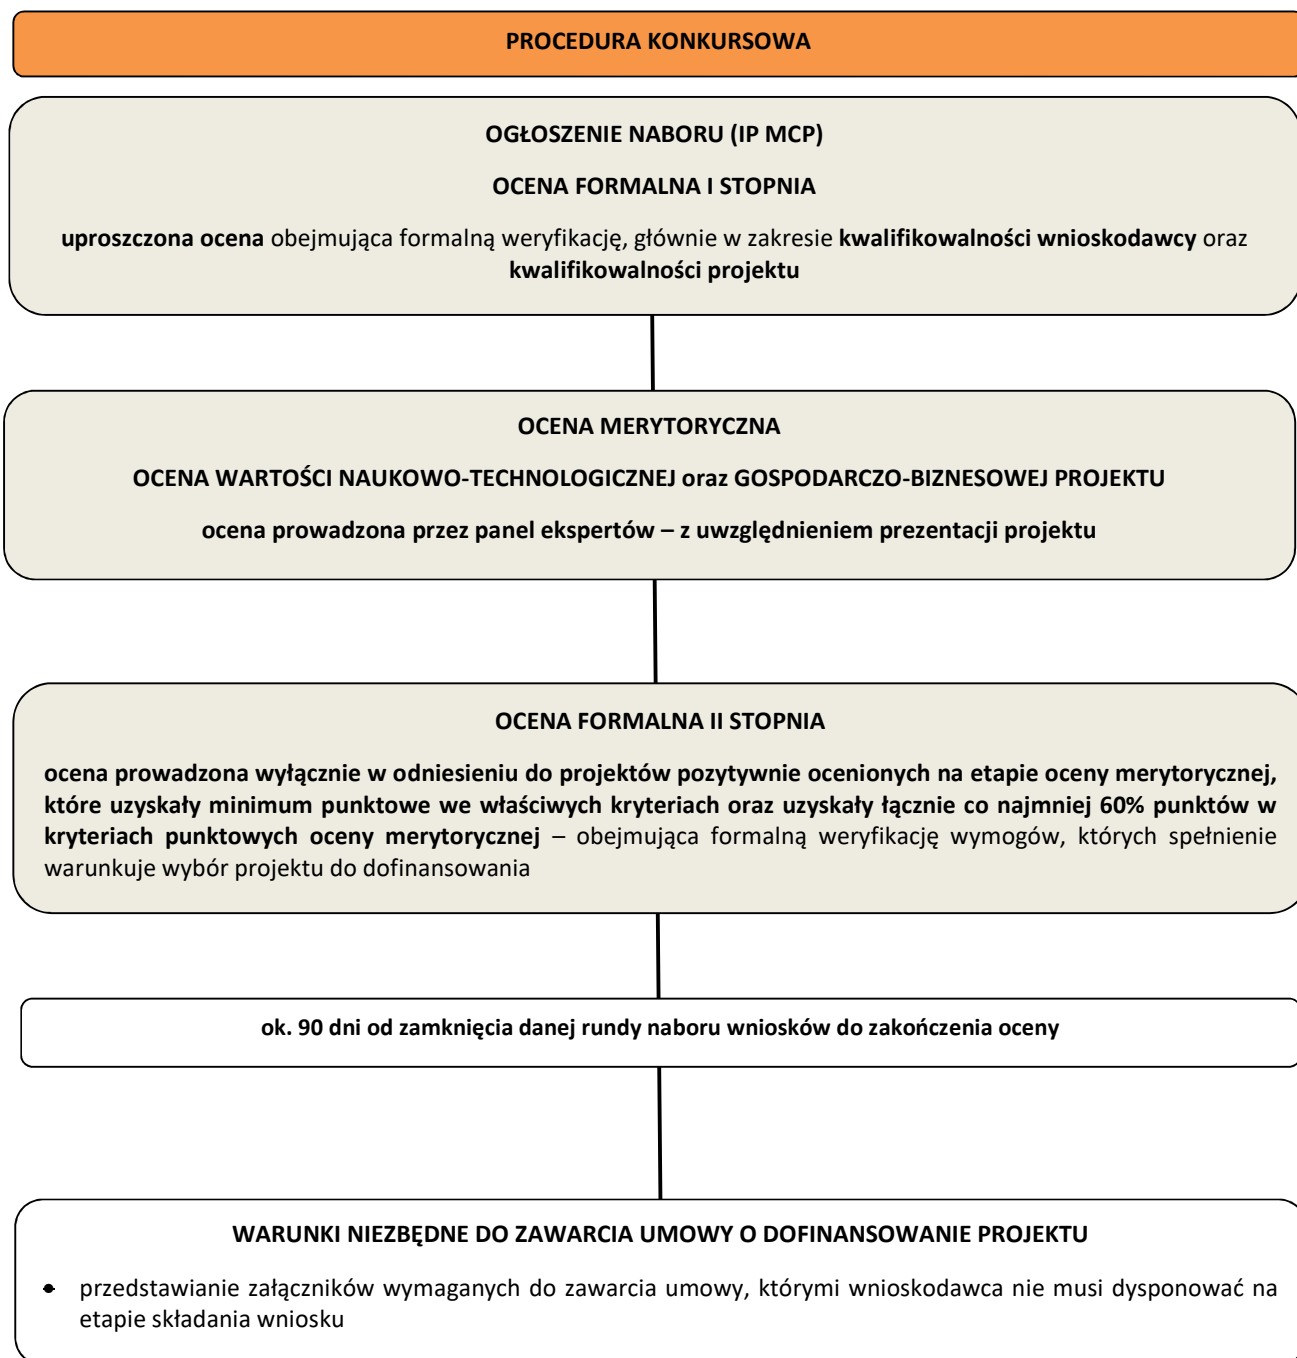 PROCEDURA KONKURSOWA
OGŁOSZENIE NABORU (IP MCP)
OCENA FORMALNA I STOPNIA
uproszczona ocena obejmująca formalną weryfikację, głównie w zakresie kwalifikowalności wnioskodawcy oraz
kwalifikowalności projektu
OCENA MERYTORYCZNA
OCENA WARTOŚCI NAUKOWO-TECHNOLOGICZNEJ oraz GOSPODARCZO-BIZNESOWEJ PROJEKTU
ocena prowadzona przez panel ekspertów – z uwzględnieniem prezentacji projektu
OCENA FORMALNA II STOPNIA
ocena prowadzona wyłącznie w odniesieniu do projektów pozytywnie ocenionych na etapie oceny merytorycznej,
które uzyskały minimum punktowe we właściwych kryteriach oraz uzyskały łącznie co najmniej 60% punktów w
kryteriach punktowych oceny merytorycznej – obejmująca formalną weryfikację wymogów, których spełnienie
warunkuje wybór projektu do dofinansowania
ok. 90 dni od zamknięcia danej rundy naboru wniosków do zakończenia oceny
WARUNKI NIEZBĘDNE DO ZAWARCIA UMOWY O DOFINANSOWANIE PROJEKTU
• przedstawianie załączników wymaganych do zawarcia umowy, którymi wnioskodawca nie musi dysponować na
etapie składania wniosku